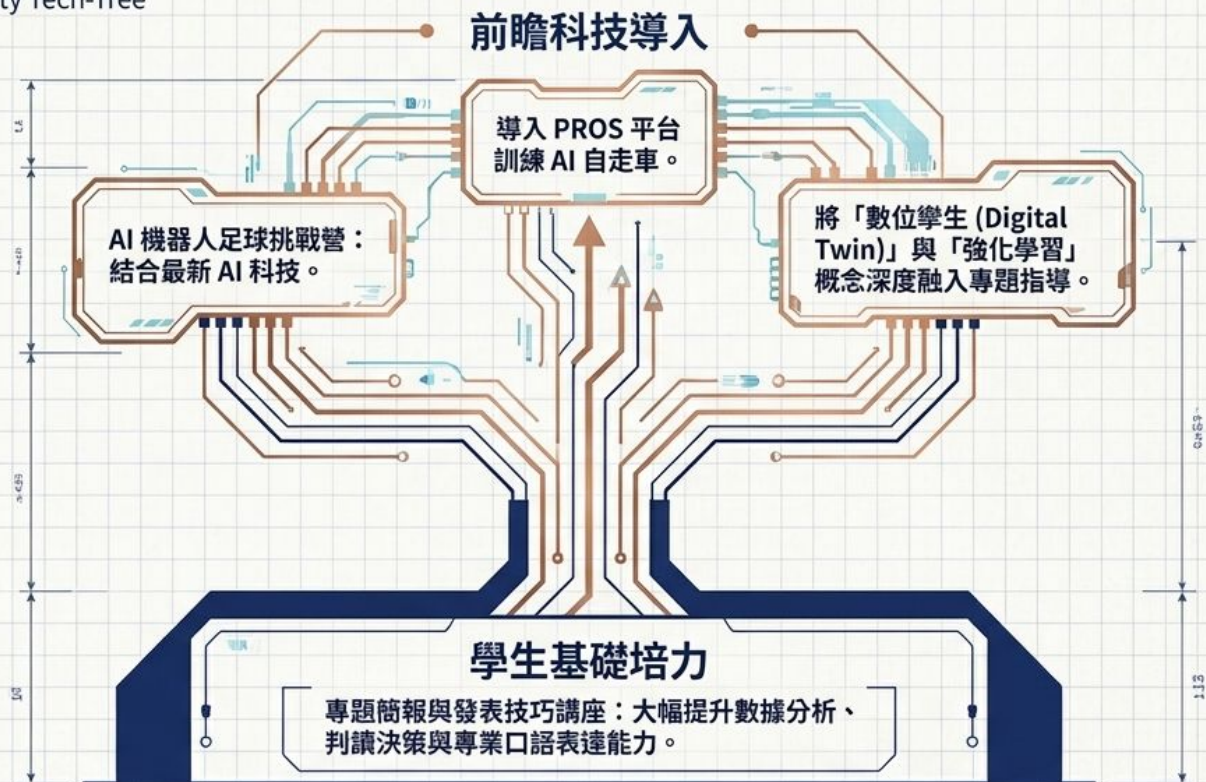 ty Tech-Tree
前瞻科技導入
導入 PROS 平台
訓練 AI 自走車。
AI 機器人足球挑戰營：
結合最新 AI 科技。
將「數位孿生 (Digital
Twin)」與「強化學習」
概念深度融入專題指導。
學生基礎培力
專題簡報與發表技巧講座：大幅提升數據分析、
判讀決策與專業口語表達能力。